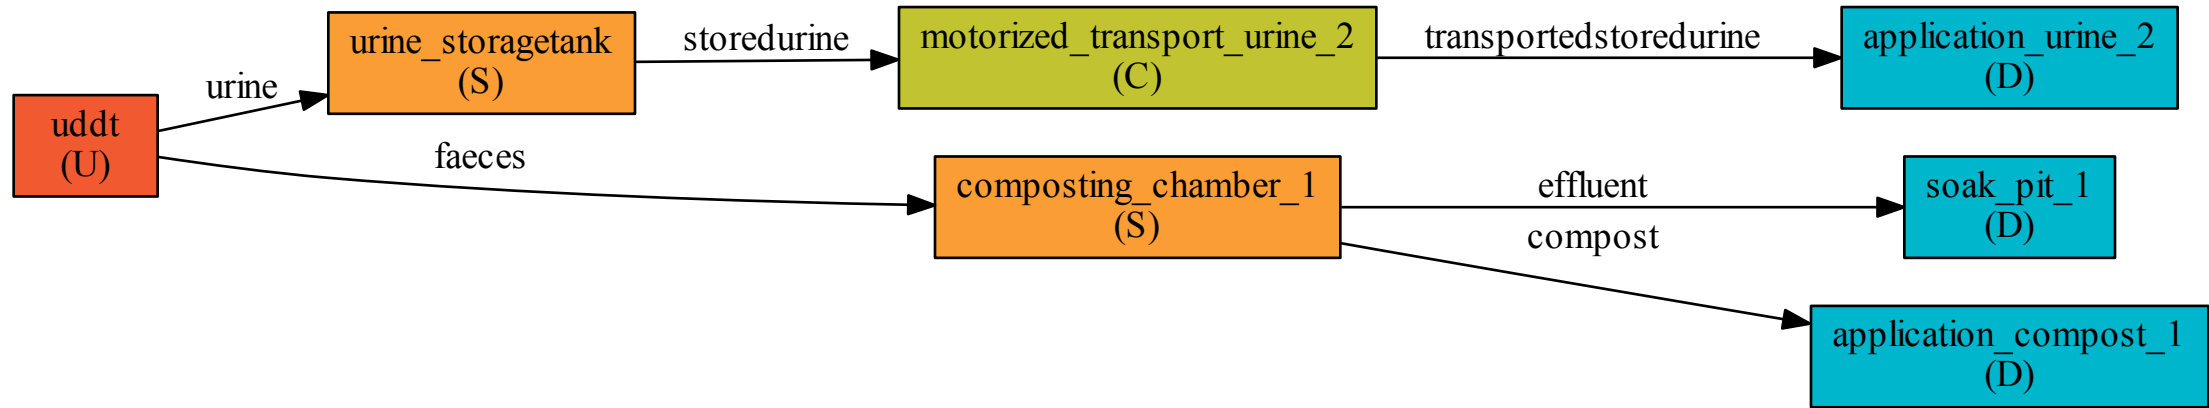 uddt
(U)
urine
faeces
urine_storagetank
(S)
storedurine
motorized_transport_urine_2
(C)
transportedstoredurine
application_urine_2
(D)
composting_chamber_1
(S)
effluent
compost
soak_pit_1
(D)
application_compost_1
(D)